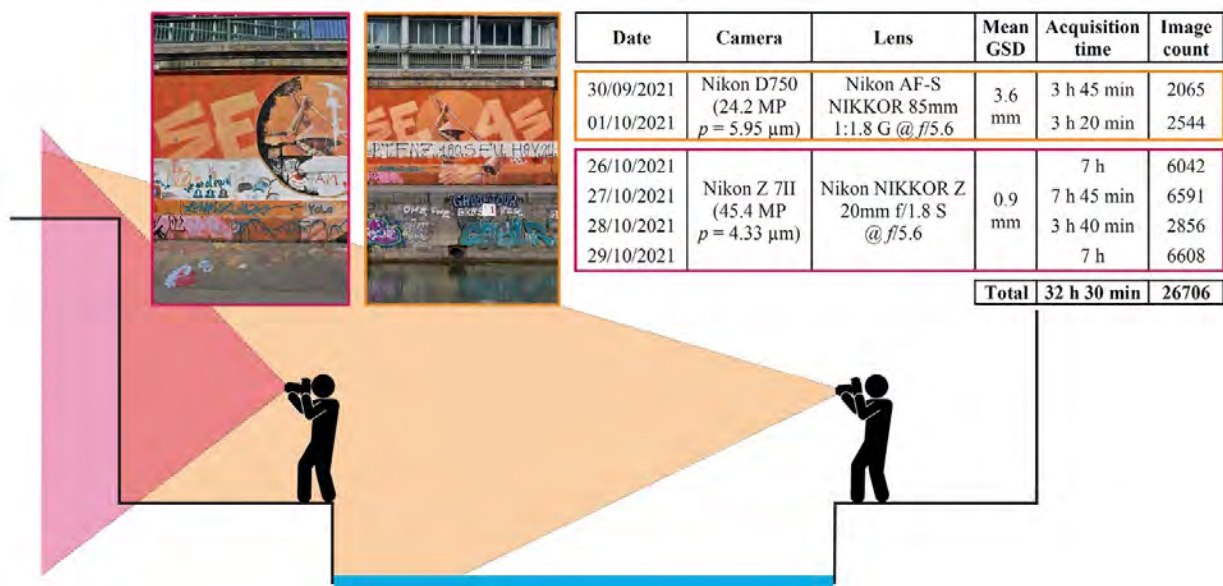 SE
YOLO
SE AS
Date Camera Lens Mean GSD Acquisition time Image count
30/09/2021 Nikon D750 (24.2 MP p = 5.95 µm) Nikon AF-S NIKKOR 85mm 1:1.8 G @ f/5.6 3.6 mm 3 h 45 min 2065
01/10/2021 3 h 20 min 2544
26/10/2021 Nikon Z 7II (45.4 MP p = 4.33 µm) Nikon NIKKOR Z 20mm f/1.8 S @ f/5.6 0.9 mm 7 h 6042
27/10/2021 7 h 45 min 6591
28/10/2021 3 h 40 min 2856
29/10/2021 7 h 6608
Total 32 h 30 min 26706